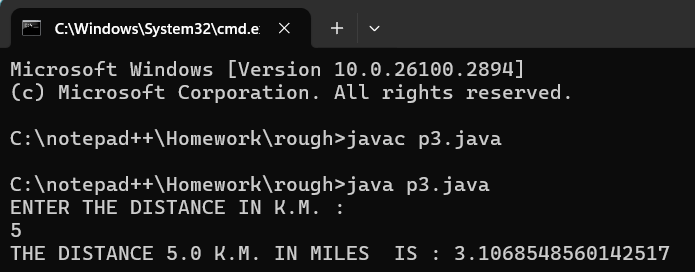 C:\Windows\System32\cmd.e
Microsoft Windows [Version 10.0.26100.2894]
(c) Microsoft Corporation. All rights reserved.
C:\notepad++\Homework\rough>javac p3.java
C:\notepad++\Homework\rough>java p3.java
ENTER THE DISTANCE IN K.M. :
5
THE DISTANCE 5.0 K.M. IN MILES  IS : 3.1068548560142517